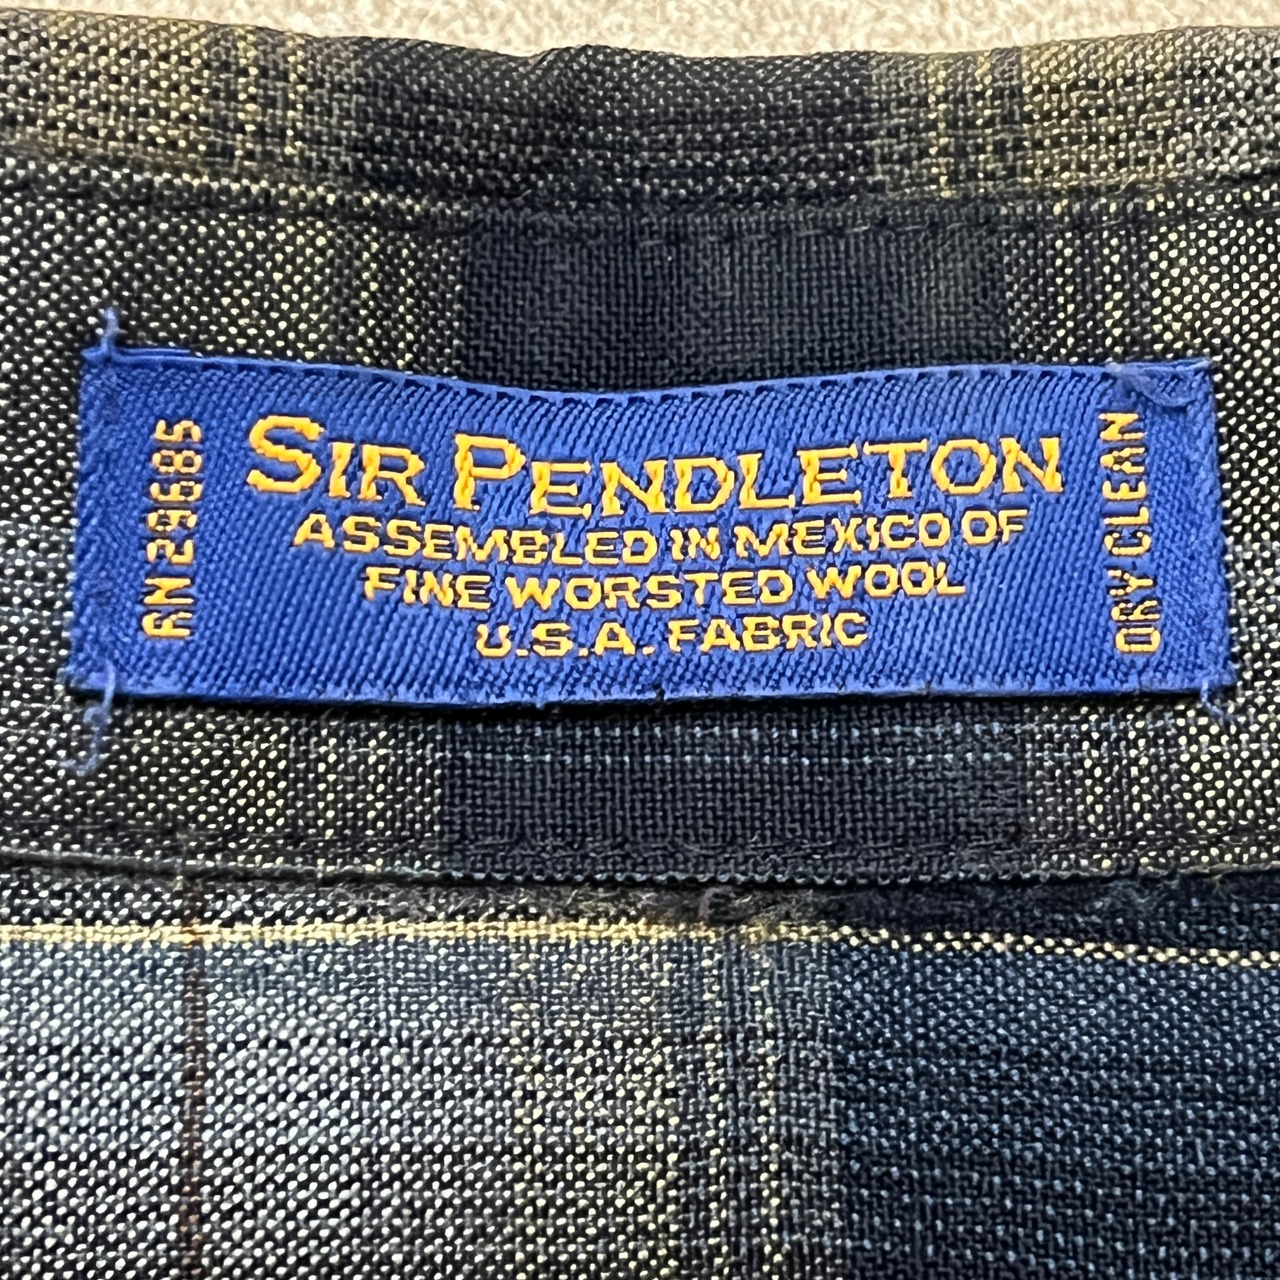 RN 29685
SIR PENDLETON
ASSEMBLED IN MEXICO OF
FINE WORSTED WOOL
U.S.A. FABRIC
DRY CLEAN